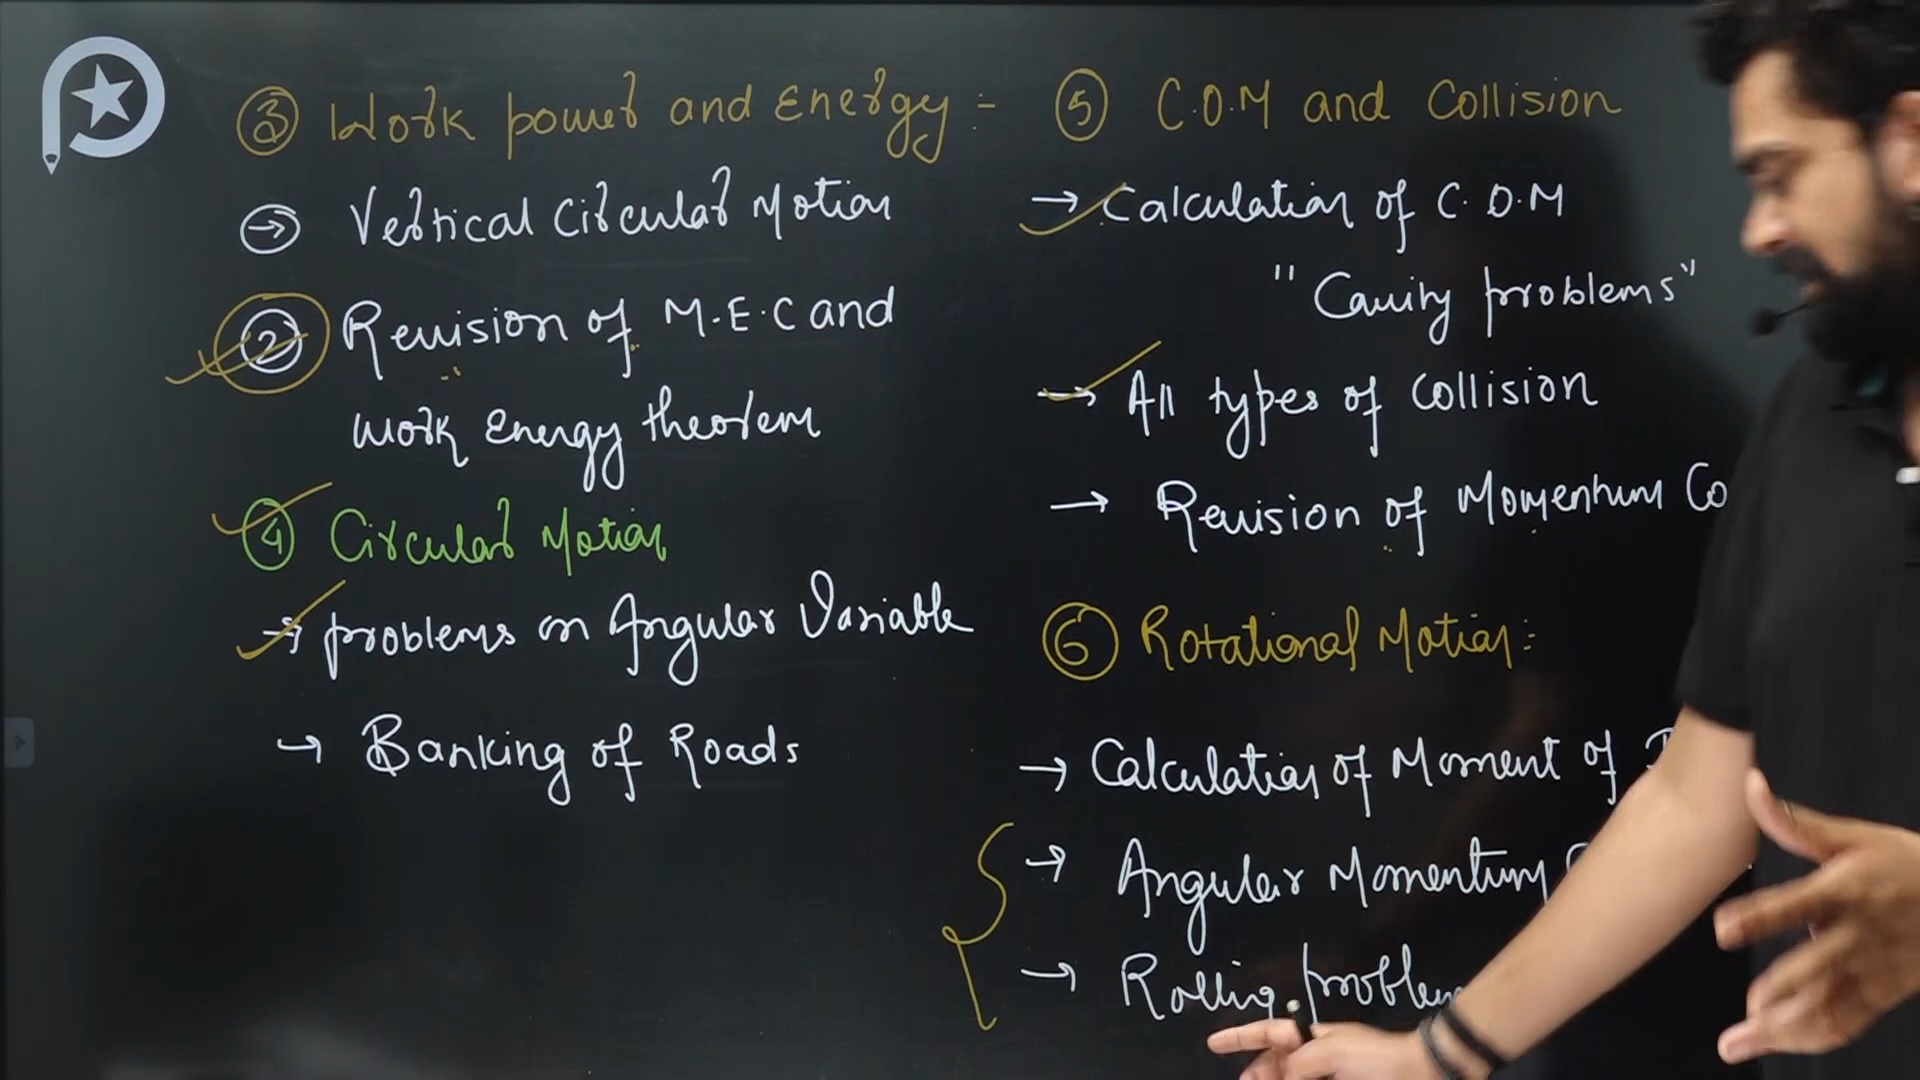 ③ Work power and Energy :-
→ Vertical Circular Motion
② Revision of M.E.C and
work Energy theorem
④ Circular Motion
→ problems on Angular Variable
→ Banking of Roads
⑤ C.O.M and Collision
→ Calculation of C.O.M
"Cavity problems"
→ All types of Collision
→ Revision of Momentum Co
⑥ Rotational Motion :-
→ Calculation of Moment of
→ Angular Momentum
→ Rolling problem